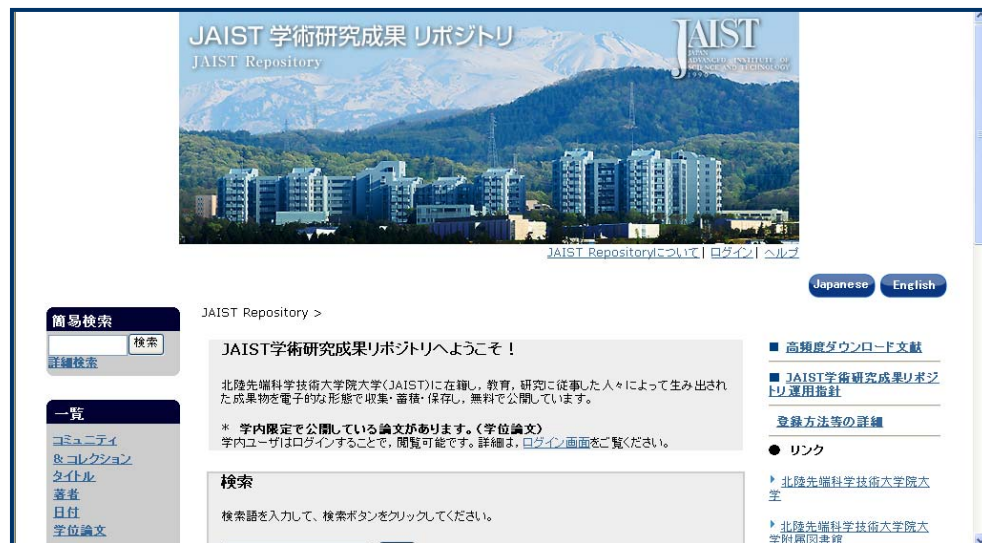 JAIST 学術研究成果 リポジトリ
JAIST Repository
JAIST
JAPAN
ADVANCED INSTITUTE OF
SCIENCE AND TECHNOLOGY
1990
JAIST Repositoryについて | ログイン | ヘルプ
Japanese English
簡易検索
検索
詳細検索
一覧
コミュニティ
& コレクション
タイトル
著者
日付
学位論文
JAIST Repository >
JAIST学術研究成果リポジトリへようこそ！
北陸先端科学技術大学院大学(JAIST)に在籍し，教育，研究に従事した人々によって生み出され
た成果物を電子的な形態で収集・蓄積・保存し，無料で公開しています。
* 学内限定で公開している論文があります。(学位論文)
学内ユーザはログインすることで，閲覧可能です。詳細は，ログイン画面をご覧ください。
検索
検索語を入力して、検索ボタンをクリックしてください。
■ 高頻度ダウンロード文献
■ JAIST学術研究成果リポジ
トリ運用指針
登録方法等の詳細
● リンク
北陸先端科学技術大学院大
学
北陸先端科学技術大学院大
学附属図書館